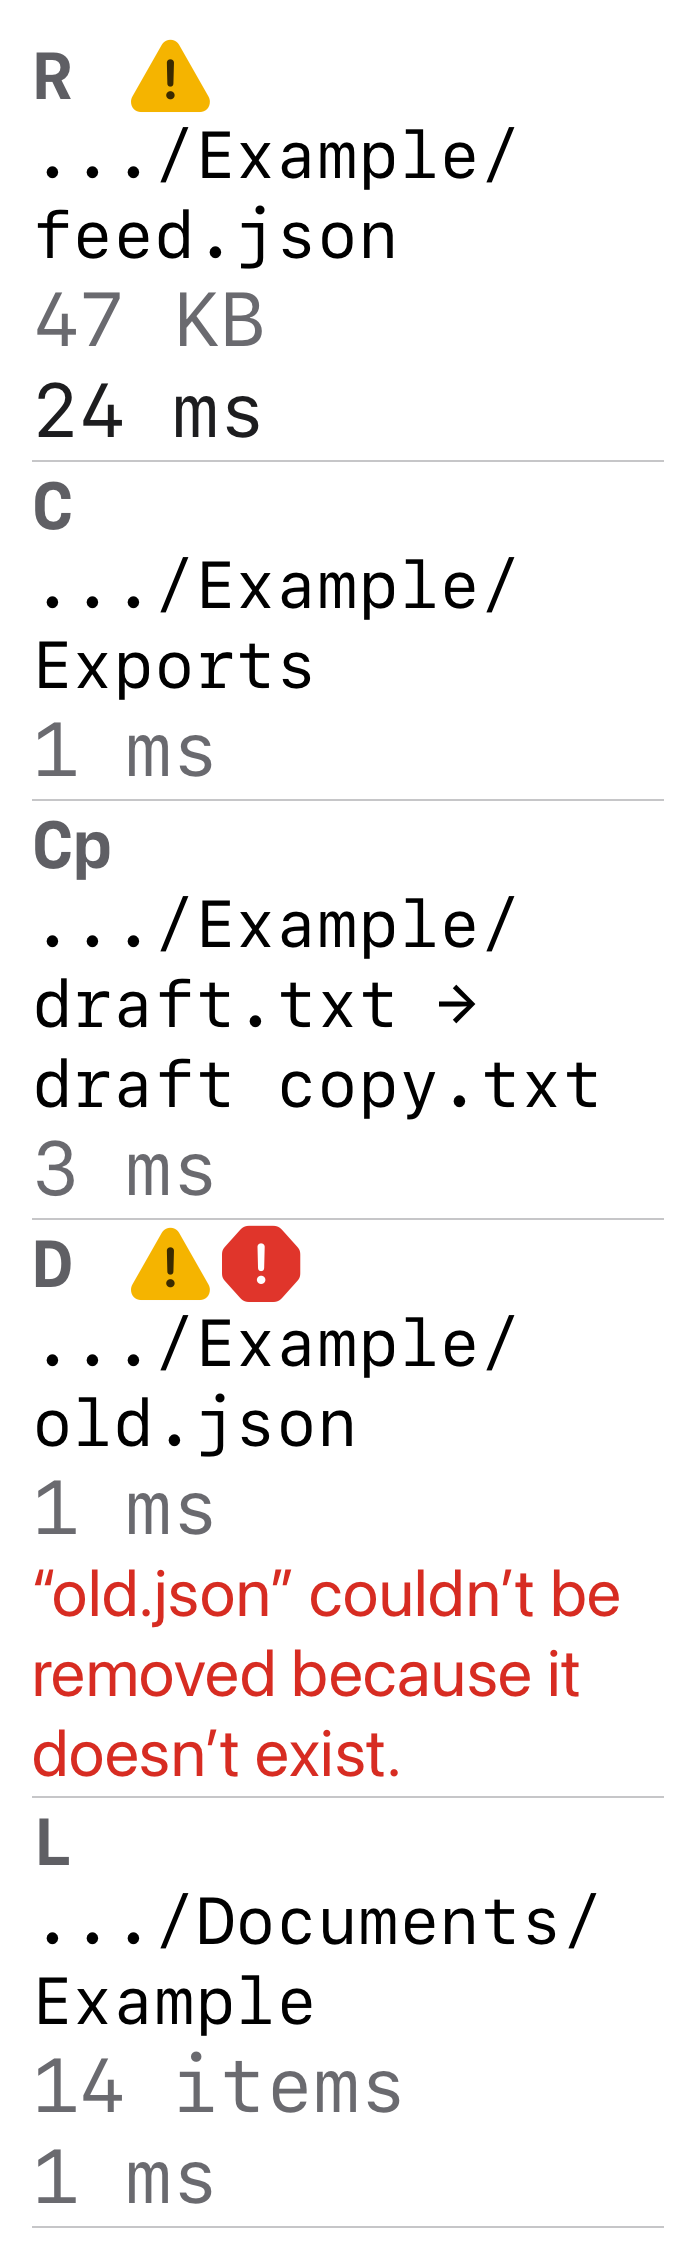 R
.../Example/
feed.json
47 KB
24 ms
C
.../Example/
Exports
1 ms
Cp
.../Example/
draft.txt →
draft copy.txt
3 ms
D
.../Example/
old.json
1 ms
“old.json” couldn’t be
removed because it
doesn’t exist.
L
.../Documents/
Example
14 items
1 ms